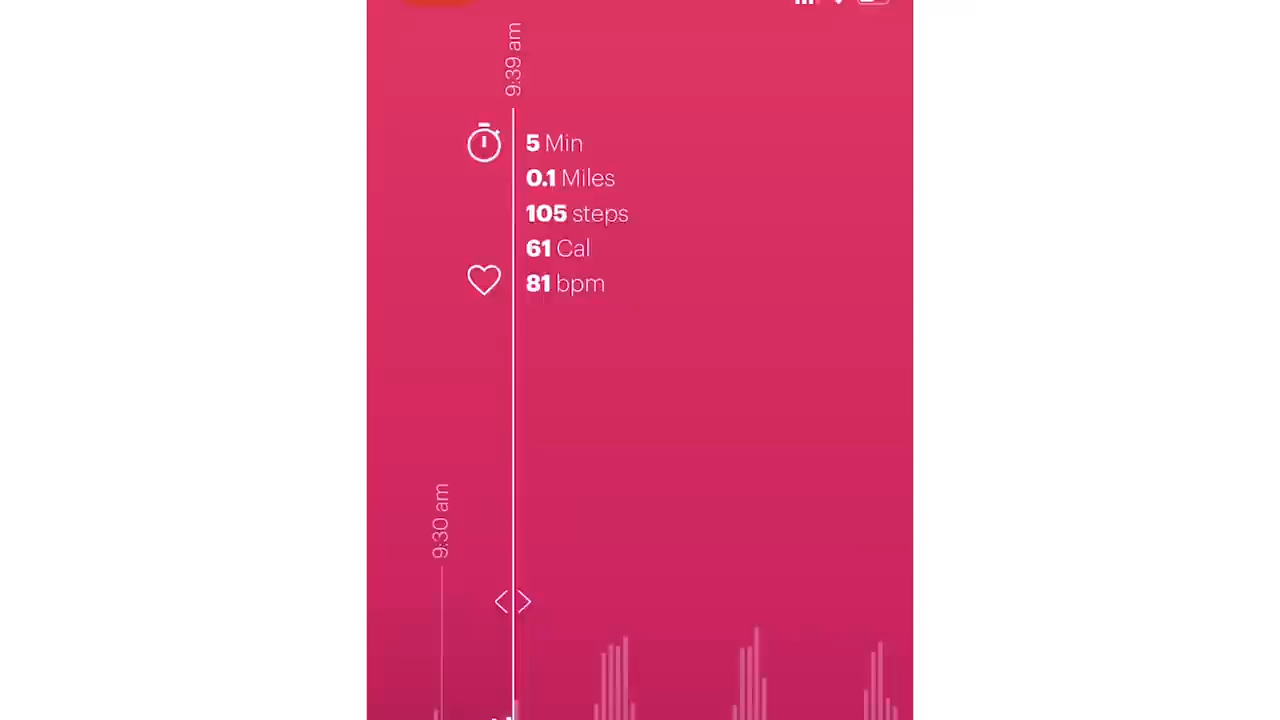 9:39 am
5 Min
0.1 Miles
105 steps
61 Cal
81 bpm
9:30 am